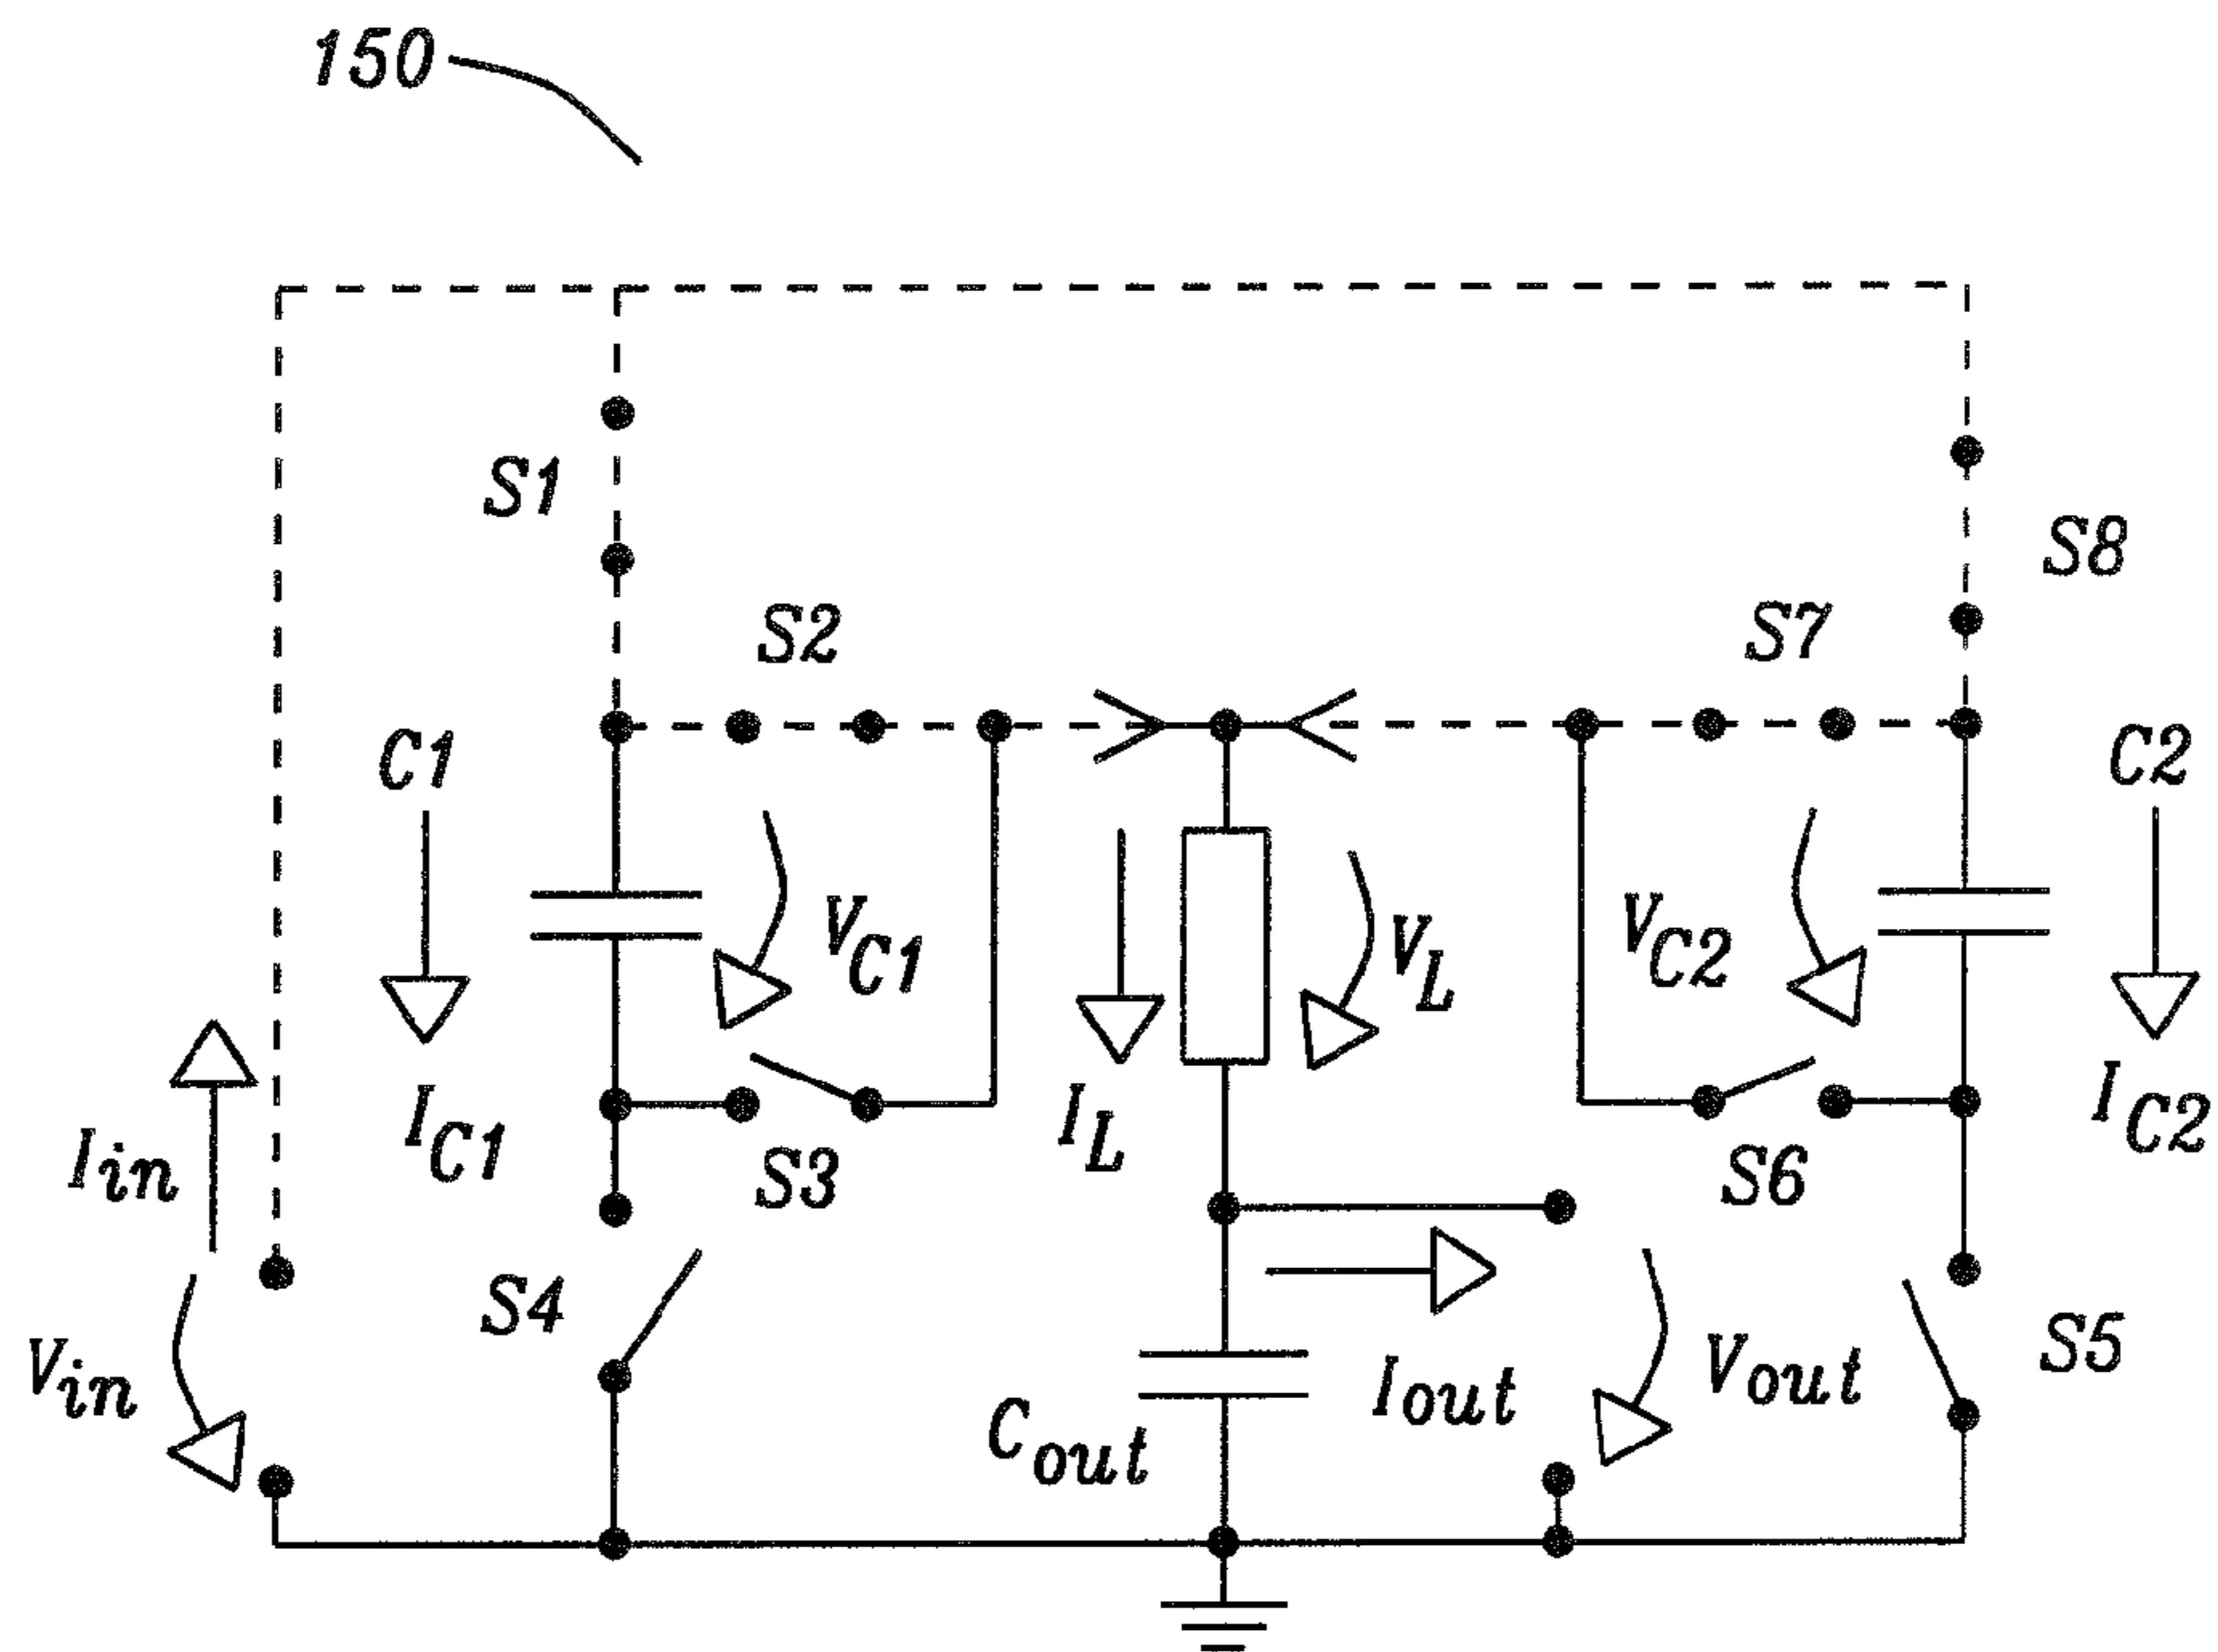 150
S1
S8
S2
S7
C1
C2
VC1
VL
VC2
IC1
IL
IC2
Iin
S3
S6
S4
Vin
Cout
Iout
Vout
S5